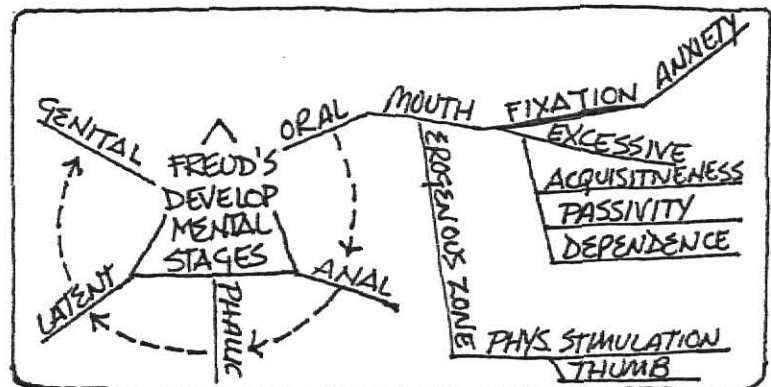 FREUD'S
DEVELOP
MENTAL
STAGES
ORAL
MOUTH
FIXATION
ANXIETY
EXCESSIVE
ACQUISITNENESS
PASSIVITY
DEPENDENCE
EROGENOUS ZONE
PHYS. STIMULATION
THUMB
ANAL
PHALLIC
LATENT
GENITAL